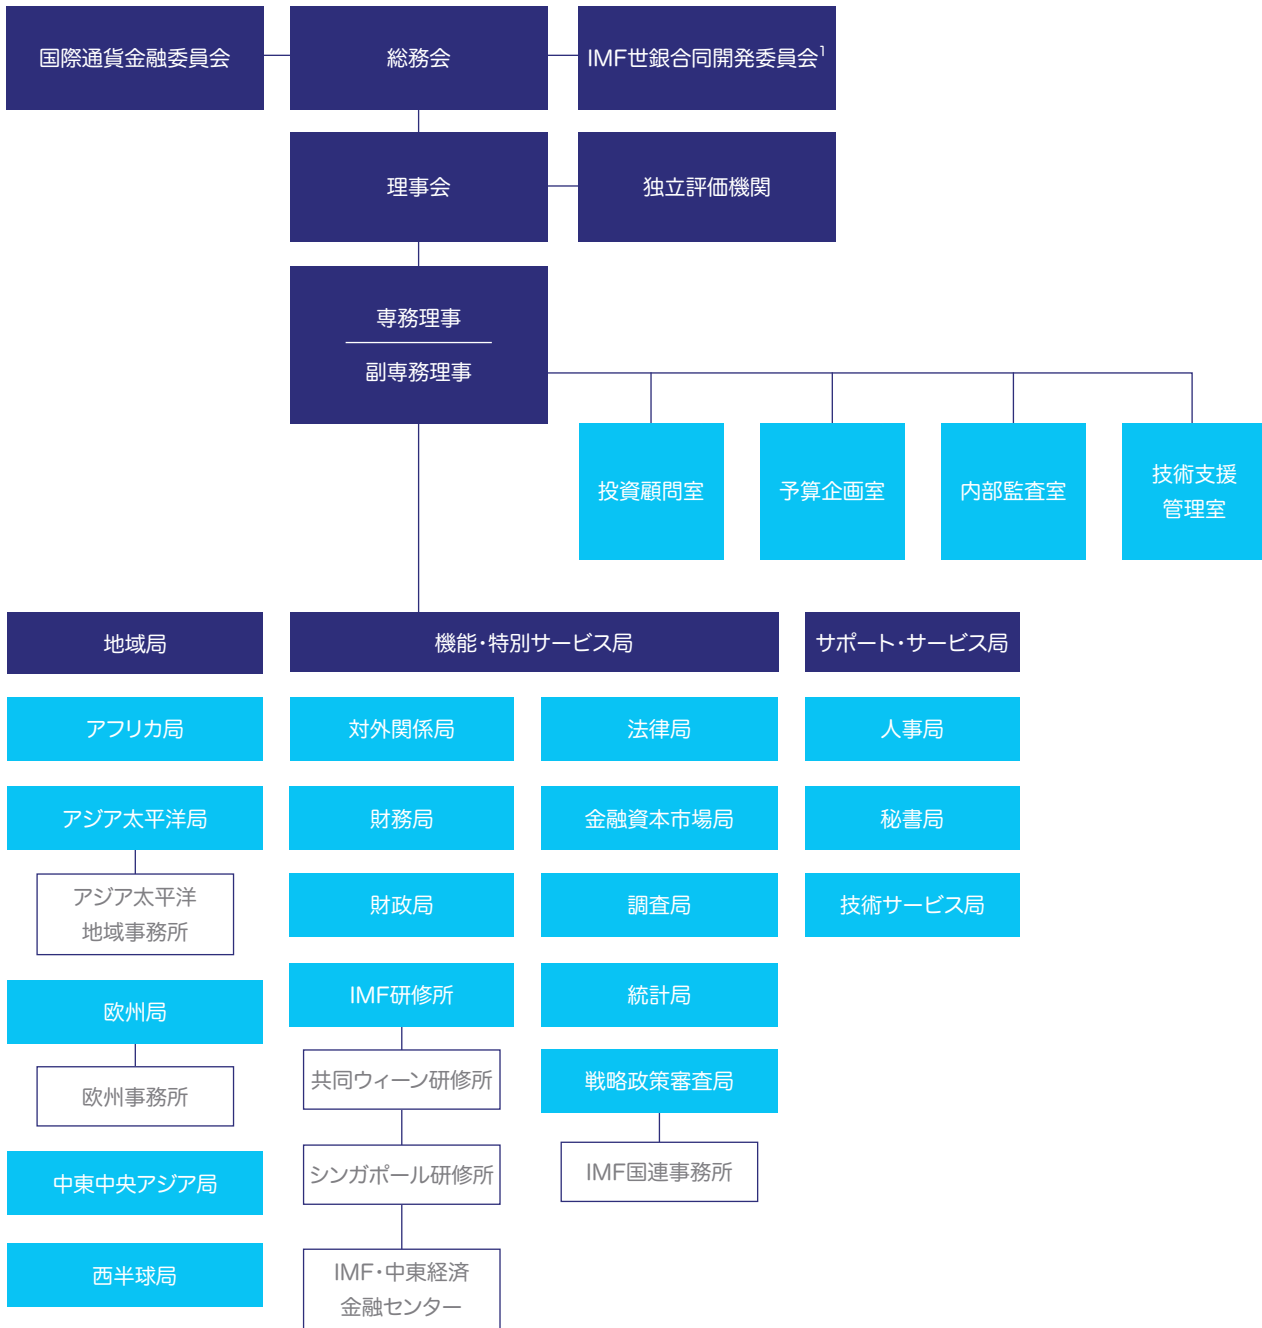 国際通貨金融委員会
総務会
IMF世銀合同開発委員会1
理事会
独立評価機関
専務理事
副専務理事
投資顧問室
予算企画室
内部監査室
技術支援
管理室
地域局
機能・特別サービス局
サポート・サービス局
アフリカ局
対外関係局
法律局
人事局
アジア太平洋局
財務局
金融資本市場局
秘書局
アジア太平洋
地域事務所
財政局
調査局
技術サービス局
欧州局
IMF研修所
統計局
欧州事務所
共同ウィーン研修所
戦略政策審査局
中東中央アジア局
シンガポール研修所
IMF国連事務所
西半球局
IMF・中東経済
金融センター